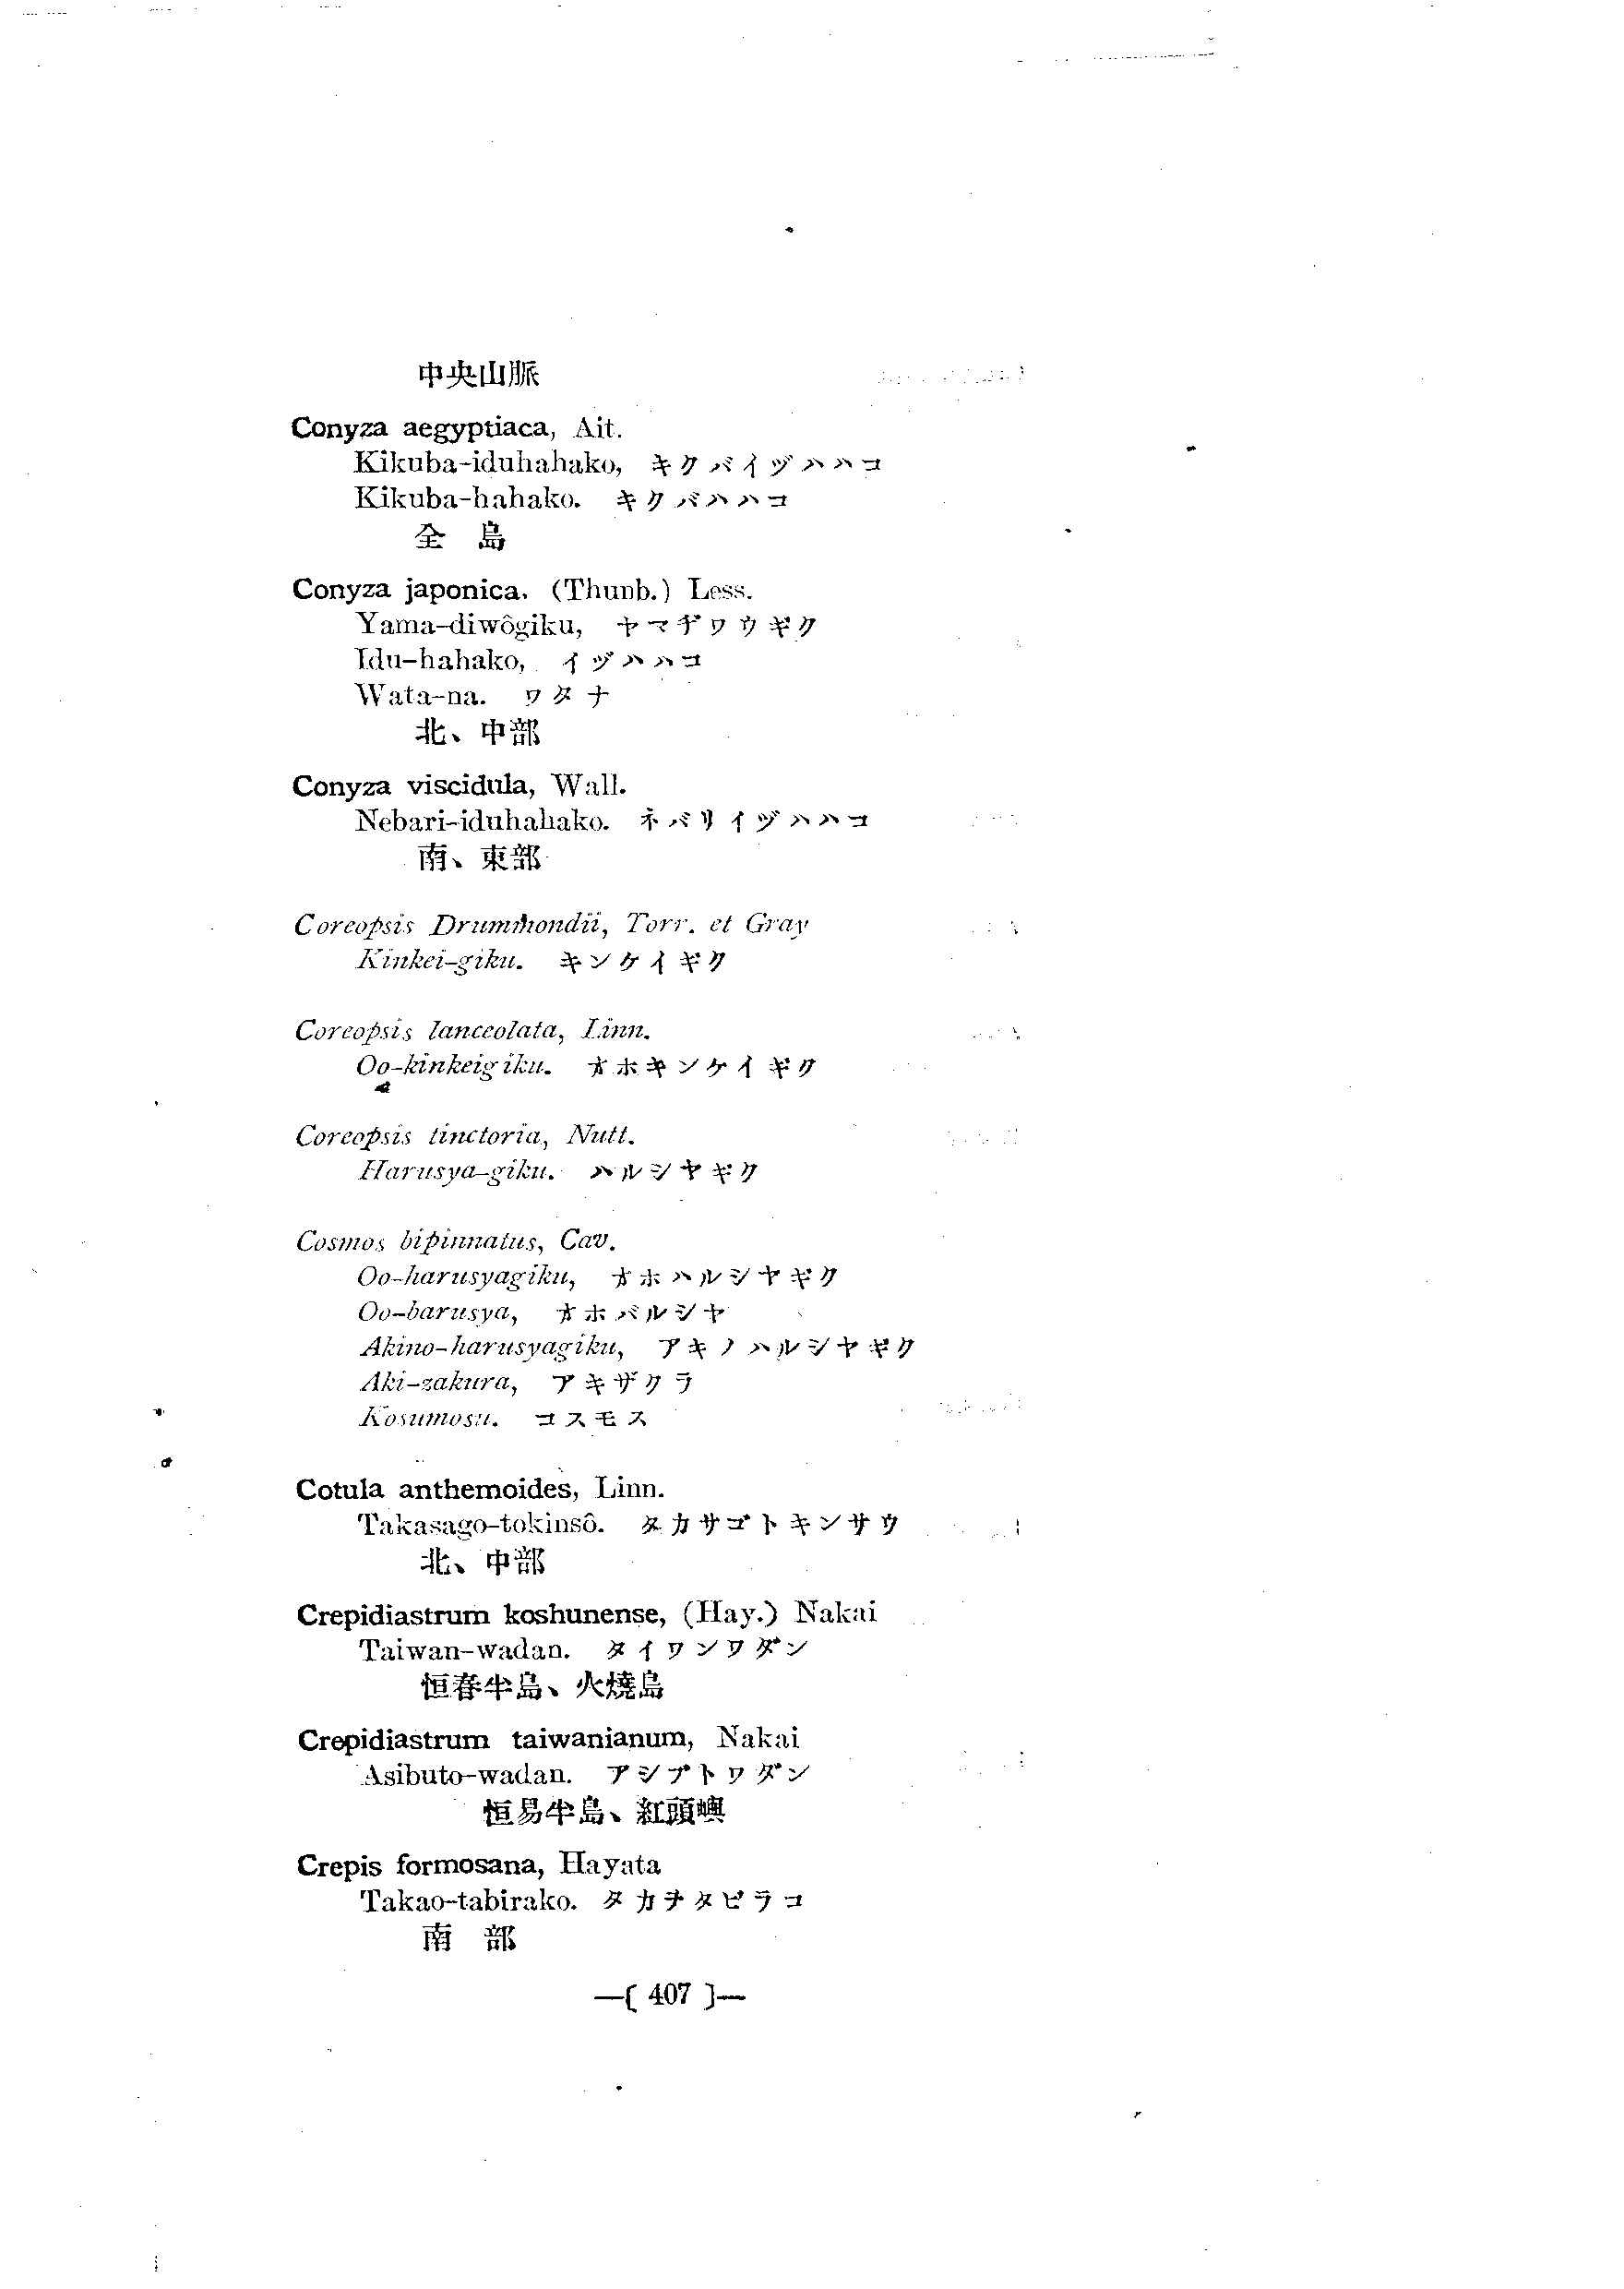 中央山脈
Conyza aegyptiaca, Ait.
Kikuba-iduhahako, キクバイヅハハコ
Kikuba-hahako. キクバハハコ
全 島
Conyza japonica. (Thunb.) Less.
Yama-diwôgiku, ヤマヂワウギク
Idu-hahako, イヅハハコ
Wata-na. ワタナ
北、中部
Conyza viscidula, Wall.
Nebari-iduhahako. ネバリイヅハハコ
南、東部
Coreopsis Drummondii, Torr. et Gray
Kinkei-giku. キンケイギク
Coreopsis lanceolata, Linn.
Oo-kinkeigiku. オホキンケイギク
Coreopsis tinctoria, Nutt.
Harusya-giku. ハルシヤギク
Cosmos bipinnatus, Cav.
Oo-harusyagiku, オホハルシヤギク
Oo-barusya, オホバルシヤ
Akino-harusyagiku, アキノハルシヤギク
Aki-zakura, アキザクラ
Kosumosu. コスモス
Cotula anthemoides, Linn.
Takasago-tokinsô. タカサゴトキンサウ
北、中部
Crepidiastrum koshunense, (Hay.) Nakai
Taiwan-wadan. タイワンワダン
恒春半島、火燒島
Crepidiastrum taiwanianum, Nakai
Asibuto-wadan. アシブトワダン
恒易半島、紅頭嶼
Crepis formosana, Hayata
Takao-tabirako. タカヲタビラコ
南 部
—[ 407 ]—